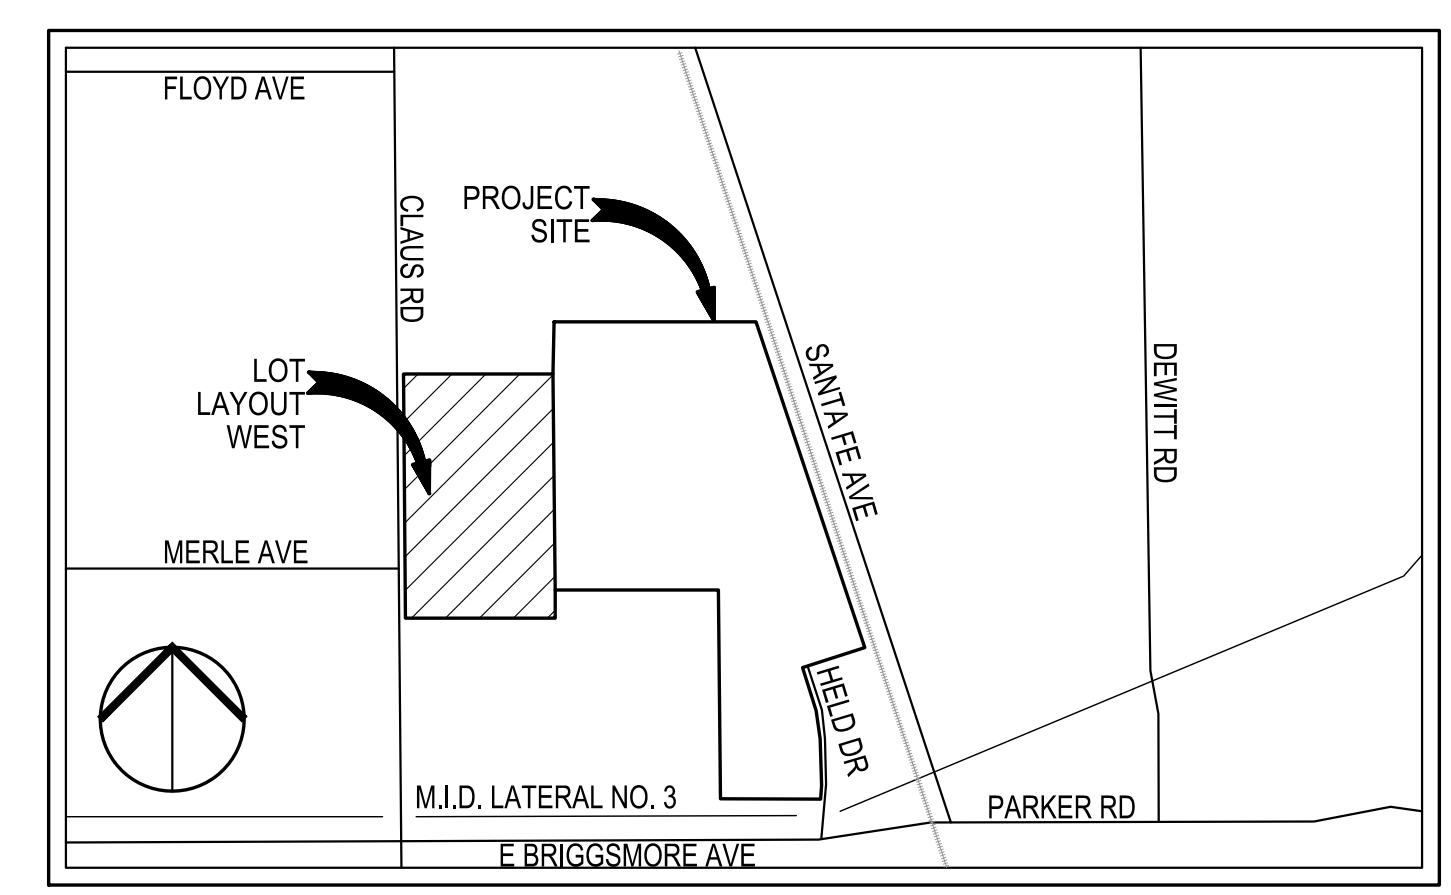 FLOYD AVE
CLAUS RD
PROJECT
SITE
LOT
LAYOUT
WEST
SANTA FE AVE
DEWITT RD
MERLE AVE
HELD DR
M.I.D. LATERAL NO. 3
PARKER RD
E BRIGGSMORE AVE